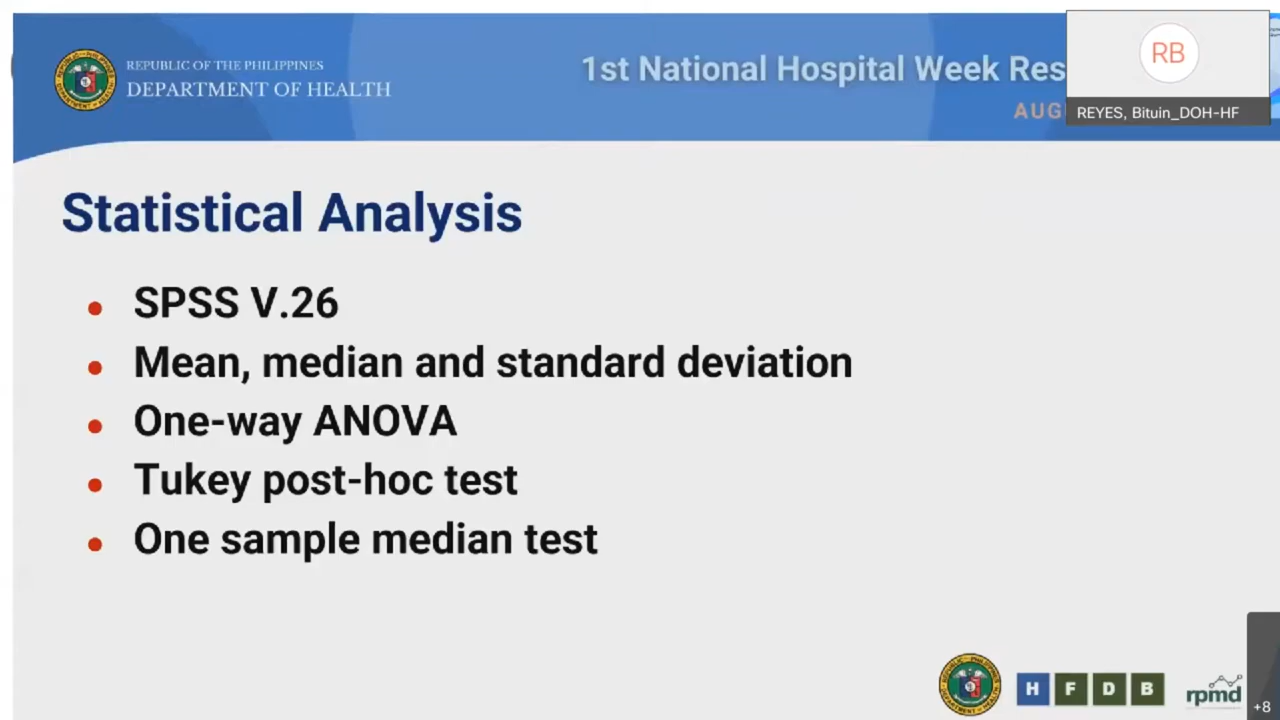 REPUBLIC OF THE PHILIPPINES
DEPARTMENT OF HEALTH
1st National Hospital Week Res
AUG
RB
REYES, Bituin_DOH-HF
Statistical Analysis
• SPSS V.26
• Mean, median and standard deviation
• One-way ANOVA
• Tukey post-hoc test
• One sample median test
H F D B
rpmd
+8